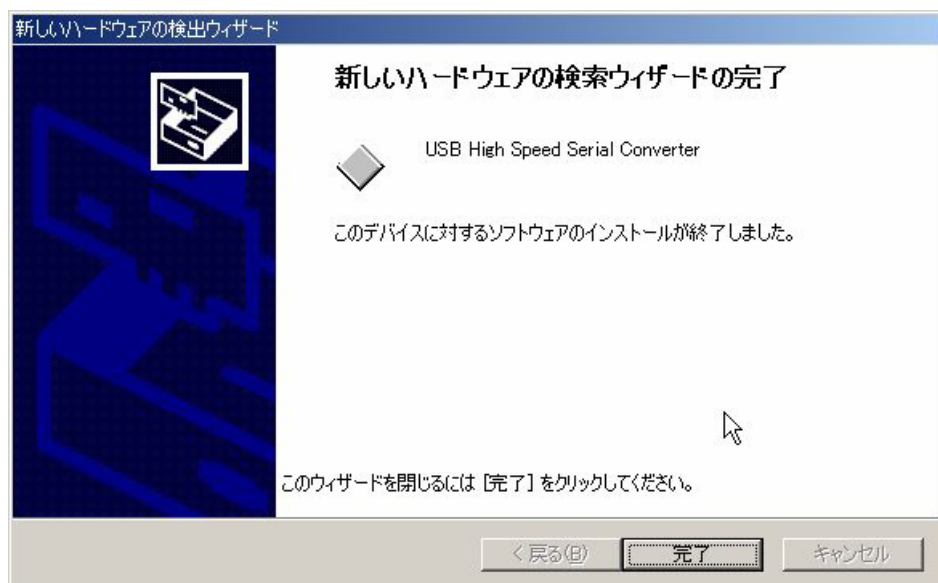 新しいハードウェアの検出ウィザード
新しいハードウェアの検索ウィザードの完了
USB High Speed Serial Converter
このデバイスに対するソフトウェアのインストールが終了しました。
このウィザードを閉じるには [完了] をクリックしてください。
< 戻る(B)
完了
キャンセル